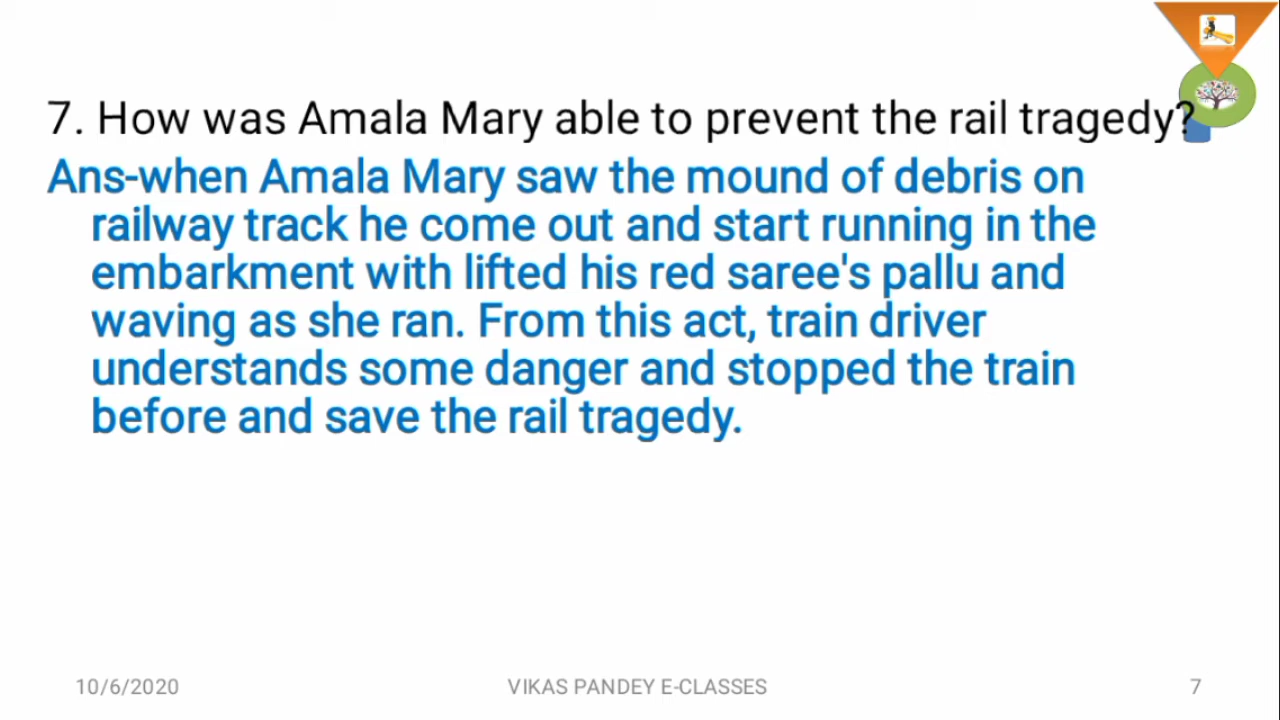 7. How was Amala Mary able to prevent the rail tragedy?
Ans-when Amala Mary saw the mound of debris on
railway track he come out and start running in the
embarkment with lifted his red saree's pallu and
waving as she ran. From this act, train driver
understands some danger and stopped the train
before and save the rail tragedy.
10/6/2020
VIKAS PANDEY E-CLASSES
7